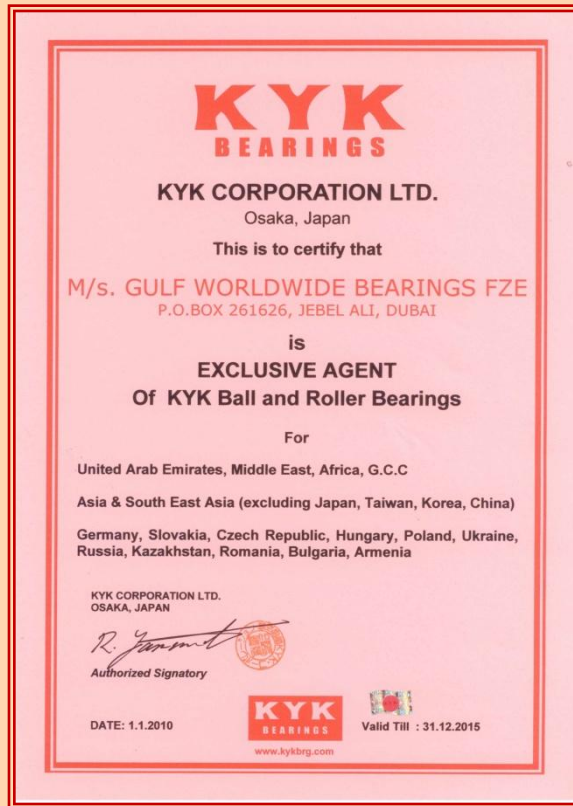 KYK
BEARINGS
KYK CORPORATION LTD.
Osaka, Japan
This is to certify that
M/s. GULF WORLDWIDE BEARINGS FZE
P.O.BOX 261626, JEBEL ALI, DUBAI
is
EXCLUSIVE AGENT
Of KYK Ball and Roller Bearings
For
United Arab Emirates, Middle East, Africa, G.C.C
Asia & South East Asia (excluding Japan, Taiwan, Korea, China)
Germany, Slovakia, Czech Republic, Hungary, Poland, Ukraine,
Russia, Kazakhstan, Romania, Bulgaria, Armenia
KYK CORPORATION LTD.
OSAKA, JAPAN
Authorized Signatory
DATE: 1.1.2010
KYK
BEARINGS
www.kykbrg.com
Valid Till : 31.12.2015